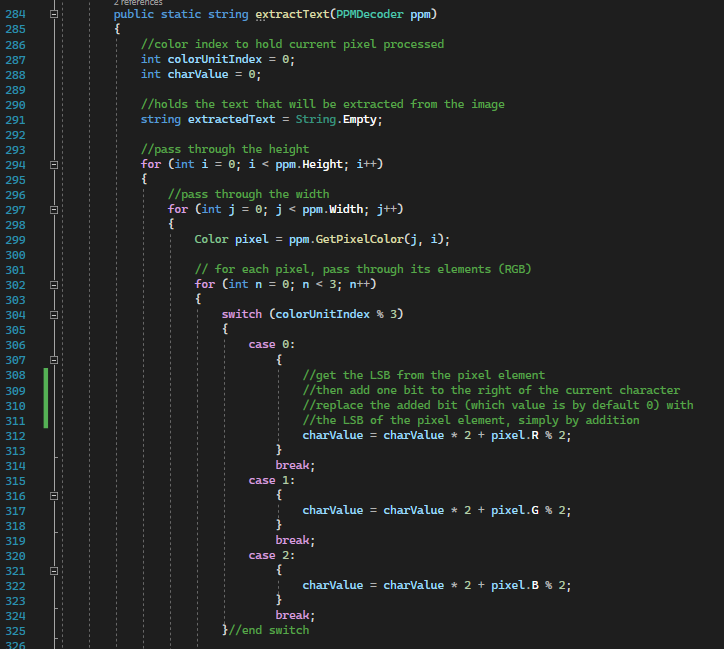 2 references
284 public static string extractText(PPMDecoder ppm)
285 {
286 //color index to hold current pixel processed
287 int colorUnitIndex = 0;
288 int charValue = 0;
289
290 //holds the text that will be extracted from the image
291 string extractedText = String.Empty;
292
293 //pass through the height
294 for (int i = 0; i < ppm.Height; i++)
295 {
296 //pass through the width
297 for (int j = 0; j < ppm.Width; j++)
298 {
299 Color pixel = ppm.GetPixelColor(j, i);
300
301 // for each pixel, pass through its elements (RGB)
302 for (int n = 0; n < 3; n++)
303 {
304 switch (colorUnitIndex % 3)
305 {
306 case 0:
307 {
308 //get the LSB from the pixel element
309 //then add one bit to the right of the current character
310 //replace the added bit (which value is by default 0) with
311 //the LSB of the pixel element, simply by addition
312 charValue = charValue * 2 + pixel.R % 2;
313 }
314 break;
315 case 1:
316 {
317 charValue = charValue * 2 + pixel.G % 2;
318 }
319 break;
320 case 2:
321 {
322 charValue = charValue * 2 + pixel.B % 2;
323 }
324 break;
325 }//end switch
326